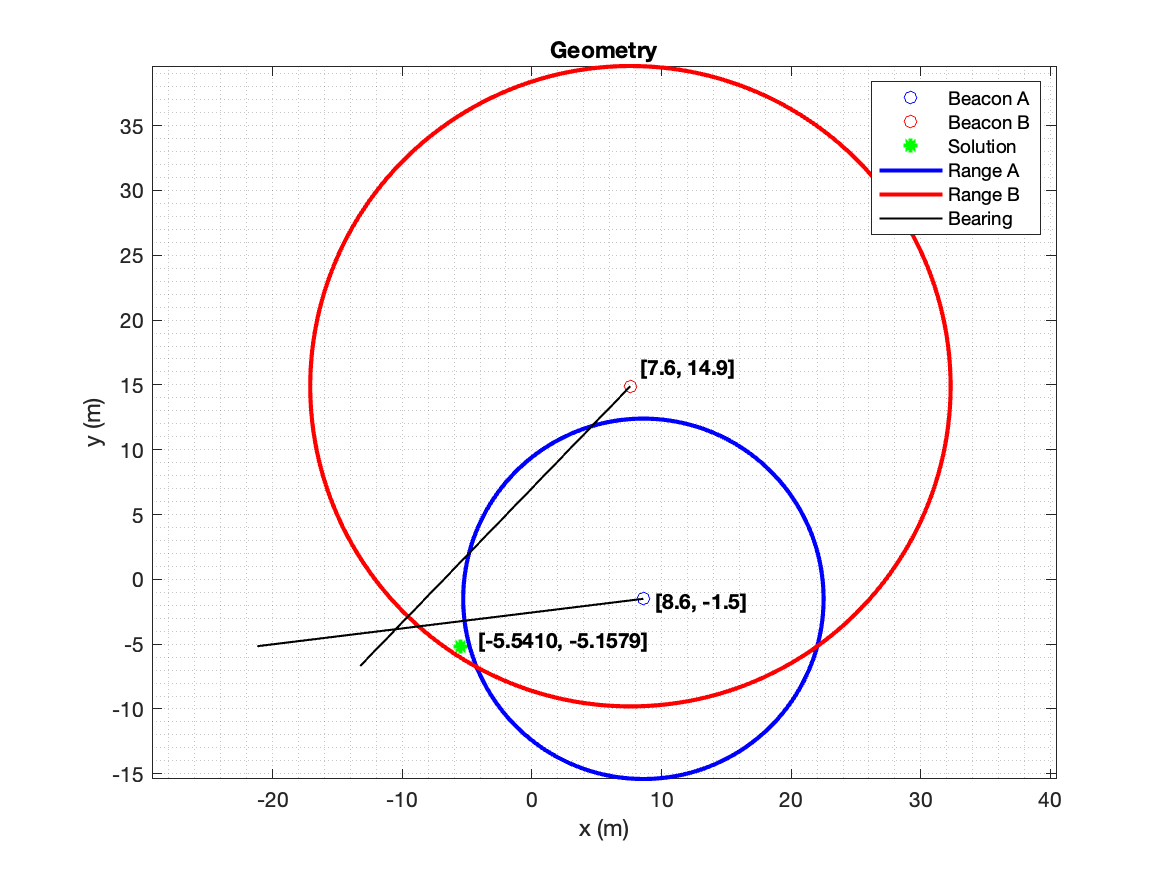 Geometry
Beacon A
Beacon B
Solution
Range A
Range B
Bearing
35
30
25
20
15
10
5
0
-5
-10
-15
y (m)
[7.6, 14.9]
[8.6, -1.5]
[-5.5410, -5.1579]
-20 -10 0 10 20 30 40
x (m)